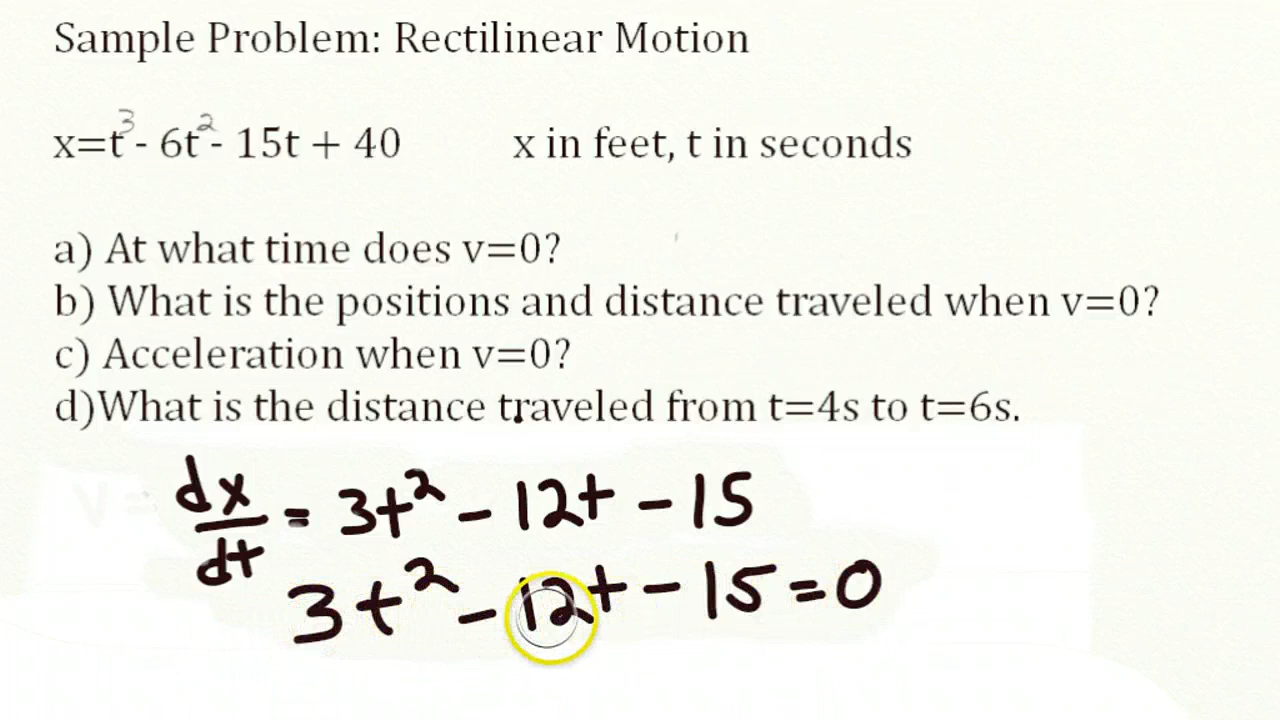 Sample Problem: Rectilinear Motion
x=t³- 6t²- 15t + 40 x in feet, t in seconds
a) At what time does v=0?
b) What is the positions and distance traveled when v=0?
c) Acceleration when v=0?
d)What is the distance traveled from t=4s to t=6s.
V=
dx/dt = 3t² - 12t - 15
3t² - 12t - 15 = 0